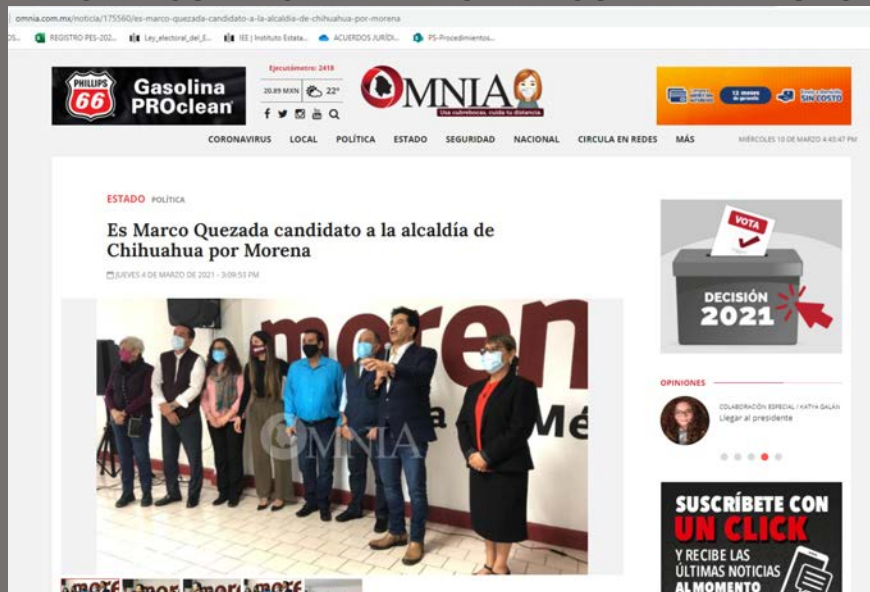 omnia.com.mx/noticia/175560/es-marco-quezada-candidato-a-la-alcaldia-de-chihuahua-por-morena
REGISTRO PES-202...
Ley_electoral_del_E...
IEE | Instituto Estata...
ACUERDOS JURÍDI...
PS-Procedimientos...
PHILLIPS
66
Gasolina
PROclean
Ejecutómetro: 2418
20.89 MXN
22°
OMNIA
Usa cubrebocas, cuida tu distancia.
12 meses
SIN COSTO
CORONAVIRUS LOCAL POLÍTICA ESTADO SEGURIDAD NACIONAL CIRCULA EN REDES MÁS
MIÉRCOLES 10 DE MARZO 4:45:47 PM
ESTADO POLÍTICA
Es Marco Quezada candidato a la alcaldía de
Chihuahua por Morena
JUEVES 4 DE MARZO DE 2021 - 3:09:53 PM
moren
a
Mé
OMNIA
VOTA
DECISIÓN
2021
OPINIONES
COLABORACIÓN ESPECIAL / KATYA GALÁN
Llegar al presidente
SUSCRÍBETE CON
UN CLICK
Y RECIBE LAS
ÚLTIMAS NOTICIAS
AL MOMENTO